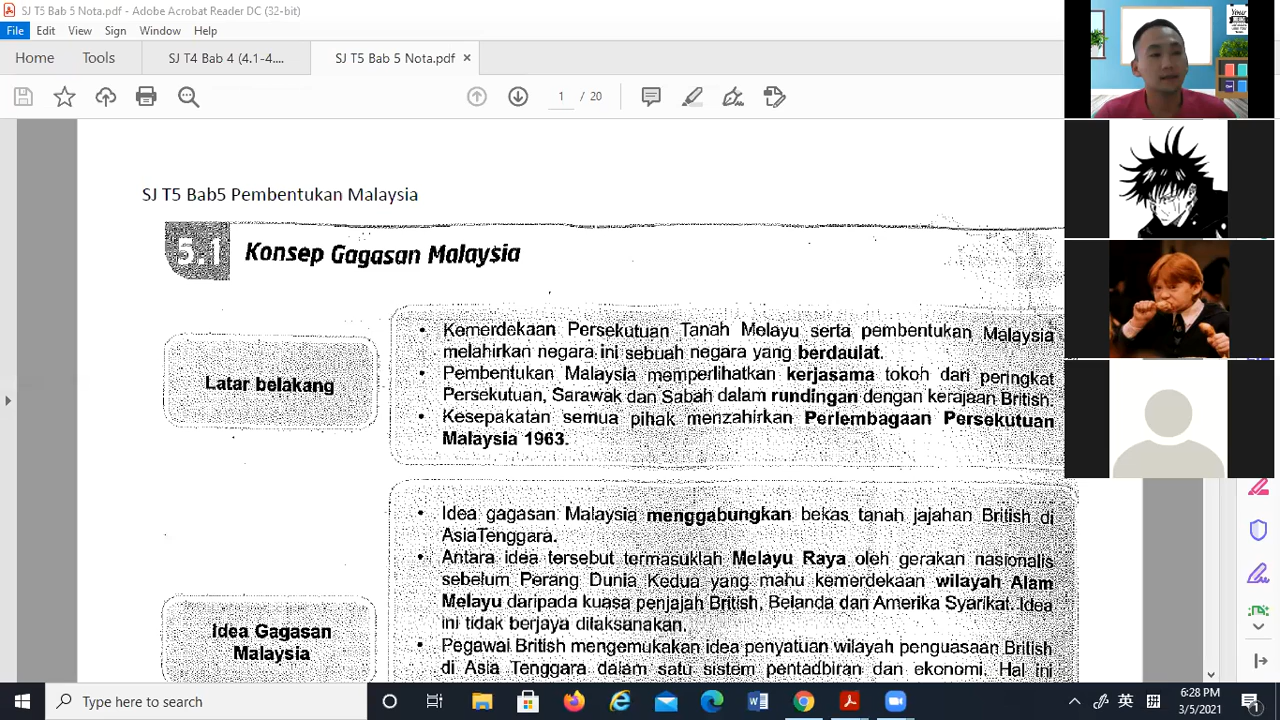 SJ T5 Bab 5 Nota.pdf - Adobe Acrobat Reader DC (32-bit)
File Edit View Sign Window Help
Home Tools SJ T4 Bab 4 (4.1-4.... SJ T5 Bab 5 Nota.pdf ×
1 / 20
SJ T5 Bab5 Pembentukan Malaysia
5.1 Konsep Gagasan Malaysia
Latar belakang
• Kemerdekaan Persekutuan Tanah Melayu serta pembentukan Malaysia
melahirkan negara ini sebuah negara yang berdaulat.
• Pembentukan Malaysia memperlihatkan kerjasama tokoh dari peringkat
Persekutuan, Sarawak dan Sabah dalam rundingan dengan kerajaan British.
• Kesepakatan semua pihak menzahirkan Perlembagaan Persekutuan
Malaysia 1963.
Idea Gagasan
Malaysia
• Idea gagasan Malaysia menggabungkan bekas tanah jajahan British di
AsiaTenggara.
• Antara idea tersebut termasuklah Melayu Raya oleh gerakan nasionalis
sebelum Perang Dunia Kedua yang mahu kemerdekaan wilayah Alam
Melayu daripada kuasa penjajah British, Belanda dan Amerika Syarikat. Idea
ini tidak berjaya dilaksanakan.
• Pegawai British mengemukakan idea penyatuan wilayah penguasaan British
di Asia Tenggara dalam satu sistem pentadbiran dan ekonomi. Hal ini
Type here to search
英 拼
6:28 PM
3/5/2021
1